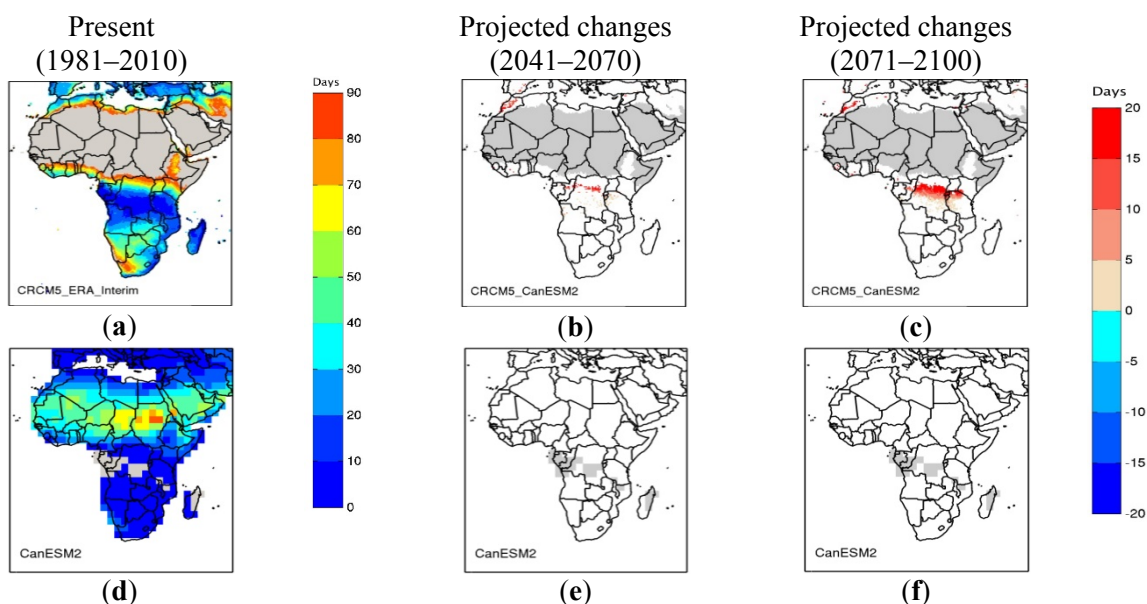 Present
(1981–2010)
Projected changes
(2041–2070)
Projected changes
(2071–2100)
Days
90
80
70
60
50
40
30
20
10
0
Days
20
15
10
5
0
-5
-10
-15
-20
CRCM5_ERA_Interim
CRCM5_CanESM2
CRCM5_CanESM2
(a)
(b)
(c)
CanESM2
CanESM2
CanESM2
(d)
(e)
(f)